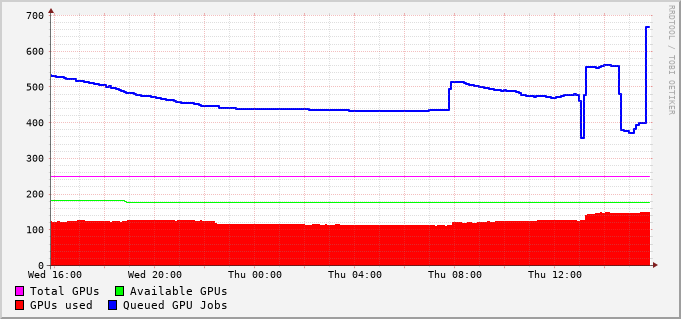 700
600
500
400
300
200
100
0
Wed 16:00 Wed 20:00 Thu 00:00 Thu 04:00 Thu 08:00 Thu 12:00
Total GPUs Available GPUs
GPUs used Queued GPU Jobs
RRDTOOL / TOBI OETIKER